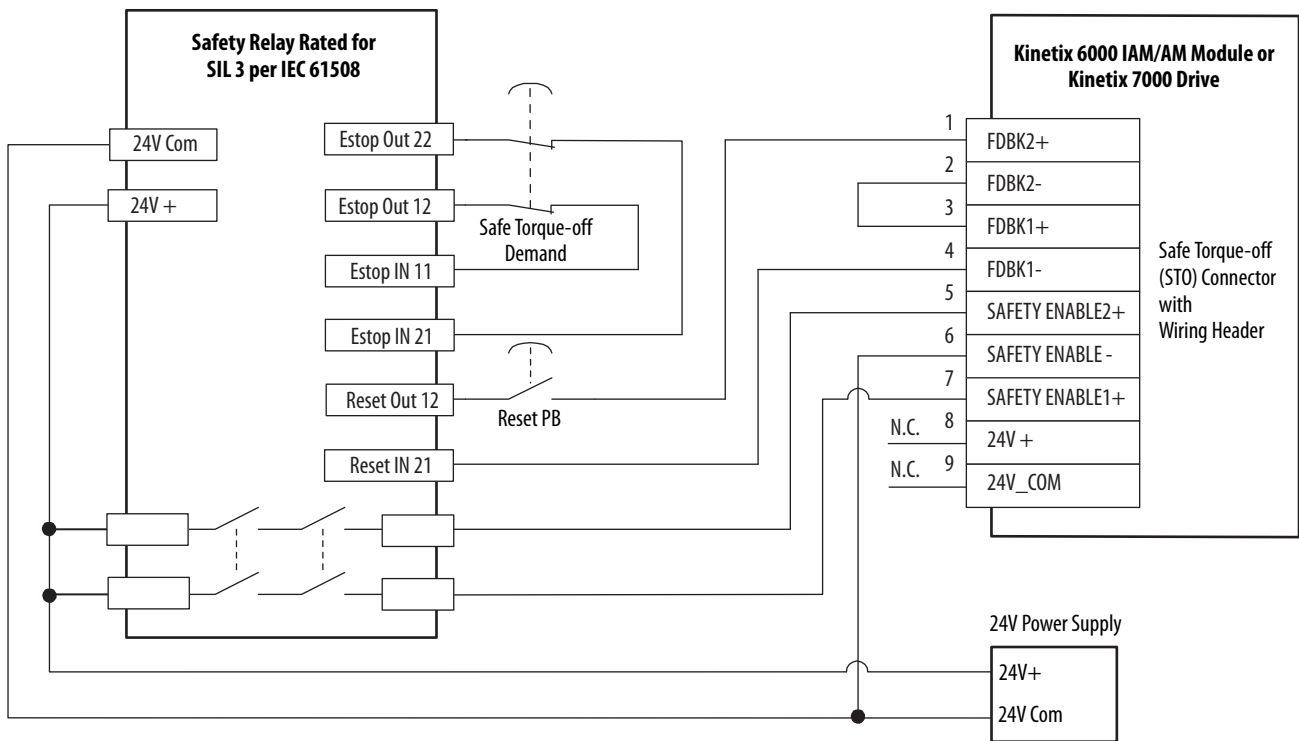 Safety Relay Rated for
SIL 3 per IEC 61508
24V Com
24V +
Estop Out 22
Estop Out 12
Safe Torque-off
Demand
Estop IN 11
Estop IN 21
Reset Out 12
Reset PB
Reset IN 21
Kinetix 6000 IAM/AM Module or
Kinetix 7000 Drive
1 FDBK2+
2 FDBK2-
3 FDBK1+
4 FDBK1-
5 SAFETY ENABLE2+
6 SAFETY ENABLE -
7 SAFETY ENABLE1+
N.C. 8 24V +
N.C. 9 24V_COM
Safe Torque-off
(STO) Connector
with
Wiring Header
24V Power Supply
24V+
24V Com